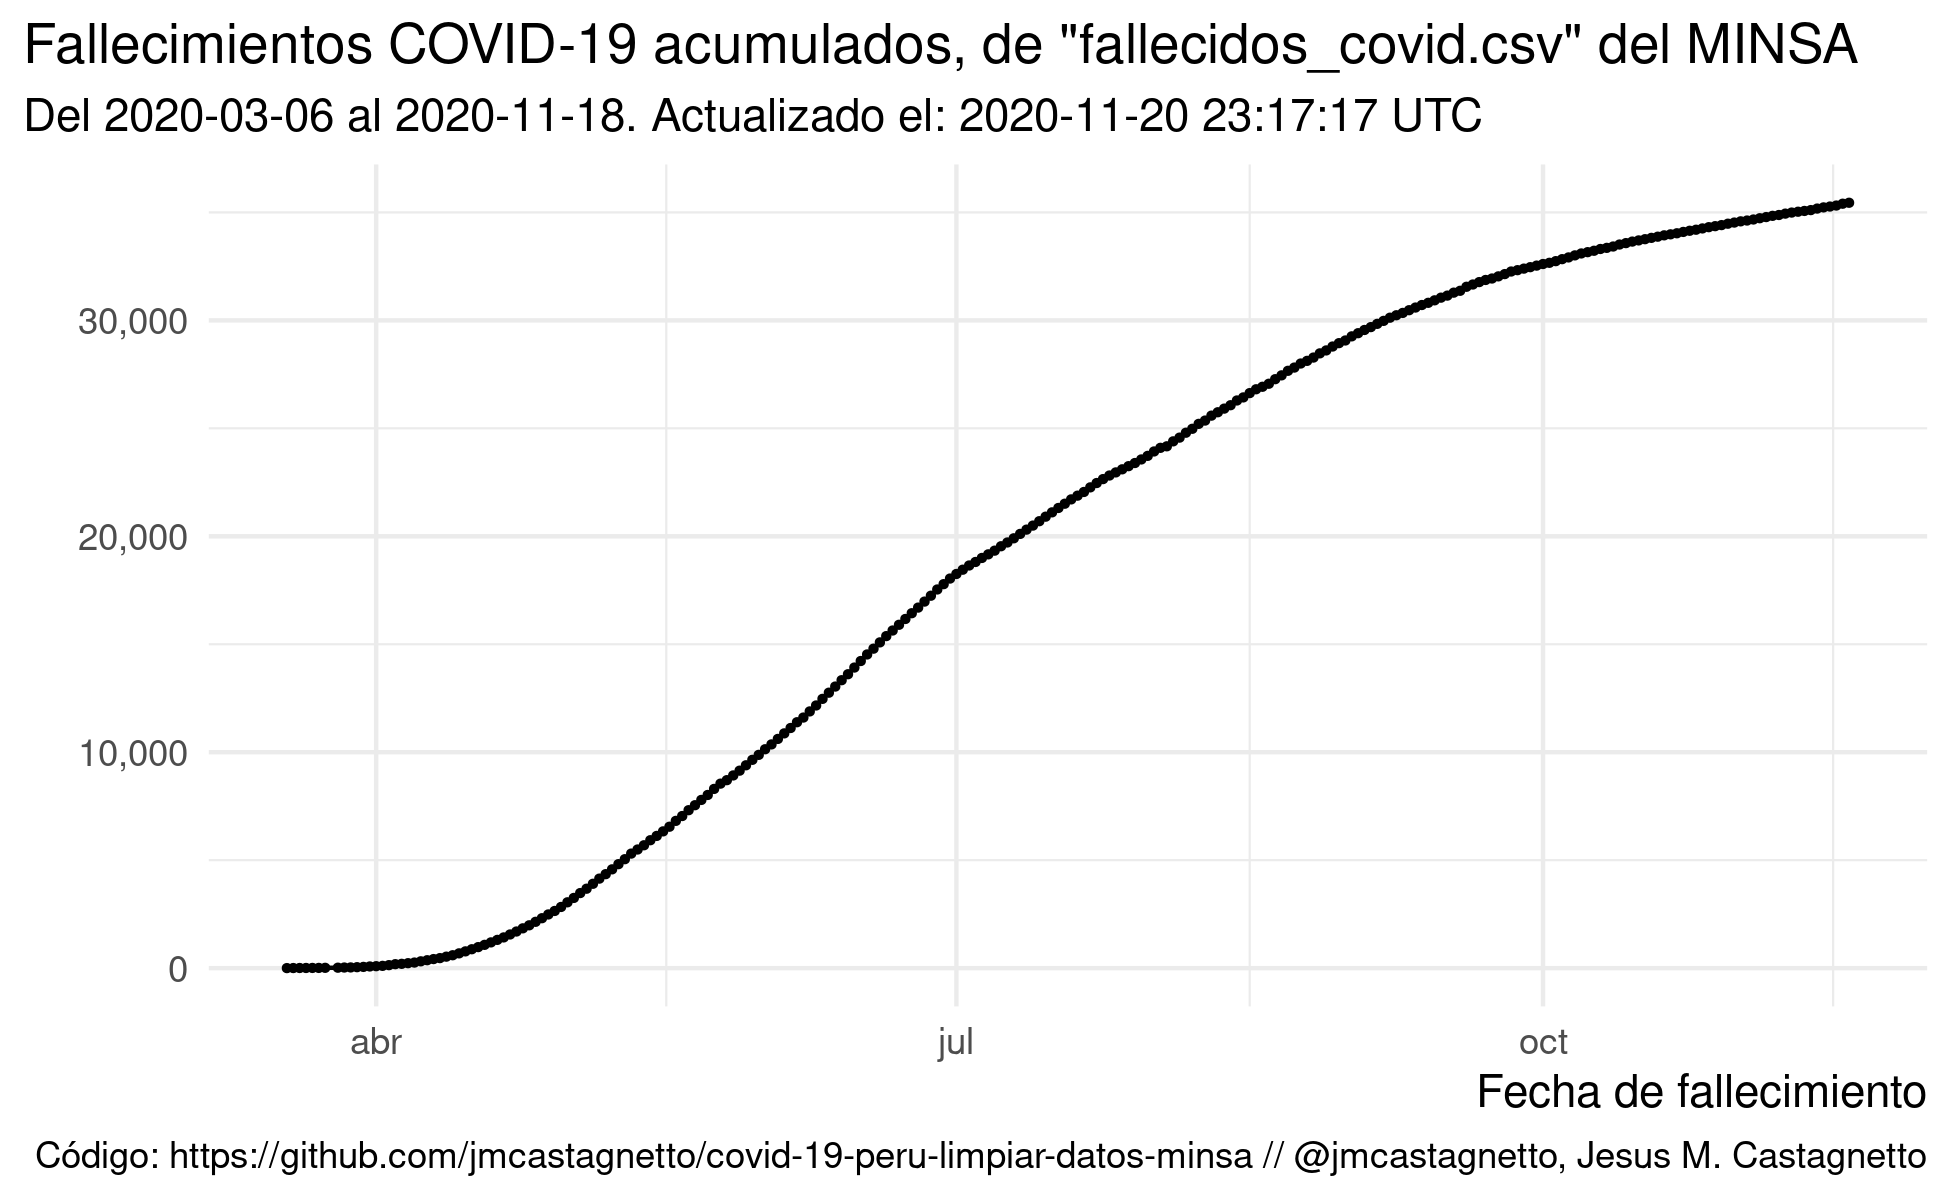 Fallecimientos COVID-19 acumulados, de "fallecidos_covid.csv" del MINSA
Del 2020-03-06 al 2020-11-18. Actualizado el: 2020-11-20 23:17:17 UTC
30,000
20,000
10,000
0
abr jul oct
Fecha de fallecimiento
Código: https://github.com/jmcastagnetto/covid-19-peru-limpiar-datos-minsa // @jmcastagnetto, Jesus M. Castagnetto